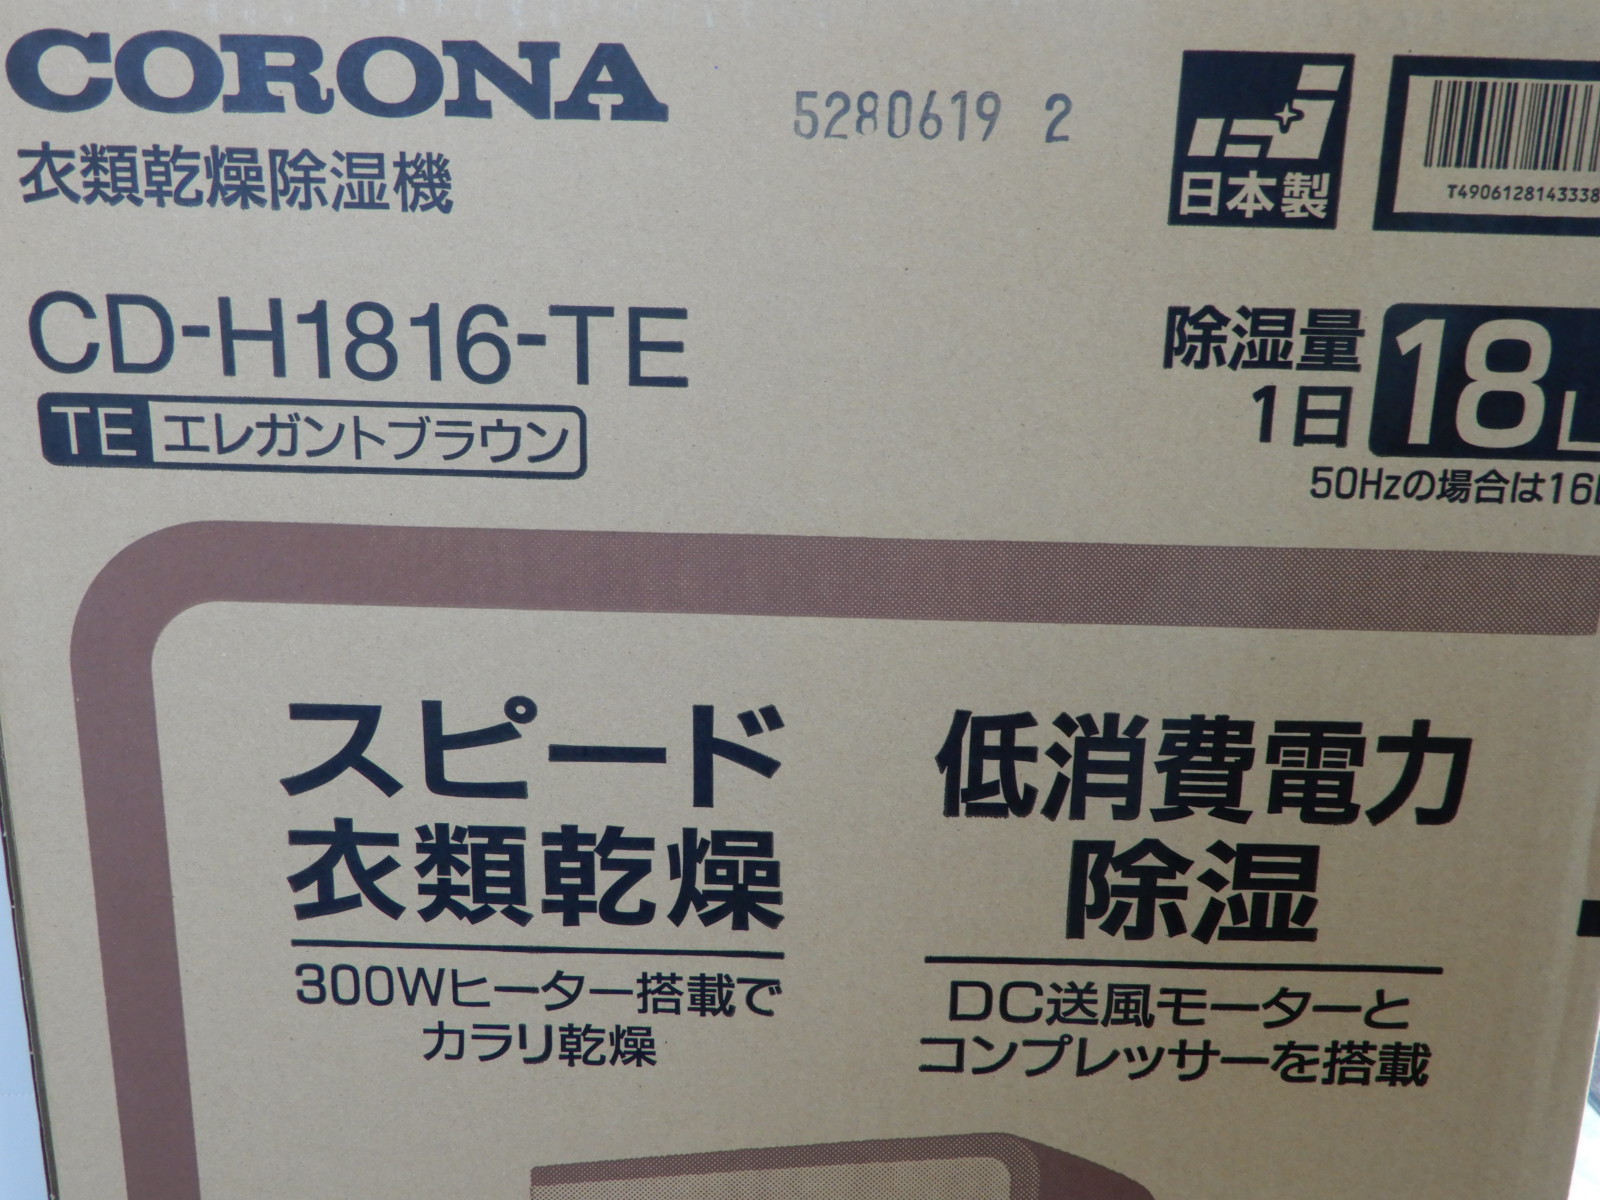 CORONA
5280619 2
日本製
T4906128143338
衣類乾燥除湿機
CD-H1816-TE
TE エレガントブラウン
除湿量
1日
18L
50Hzの場合は16
スピード
衣類乾燥
300Wヒーター搭載で
カラリ乾燥
低消費電力
除湿
DC送風モーターと
コンプレッサーを搭載